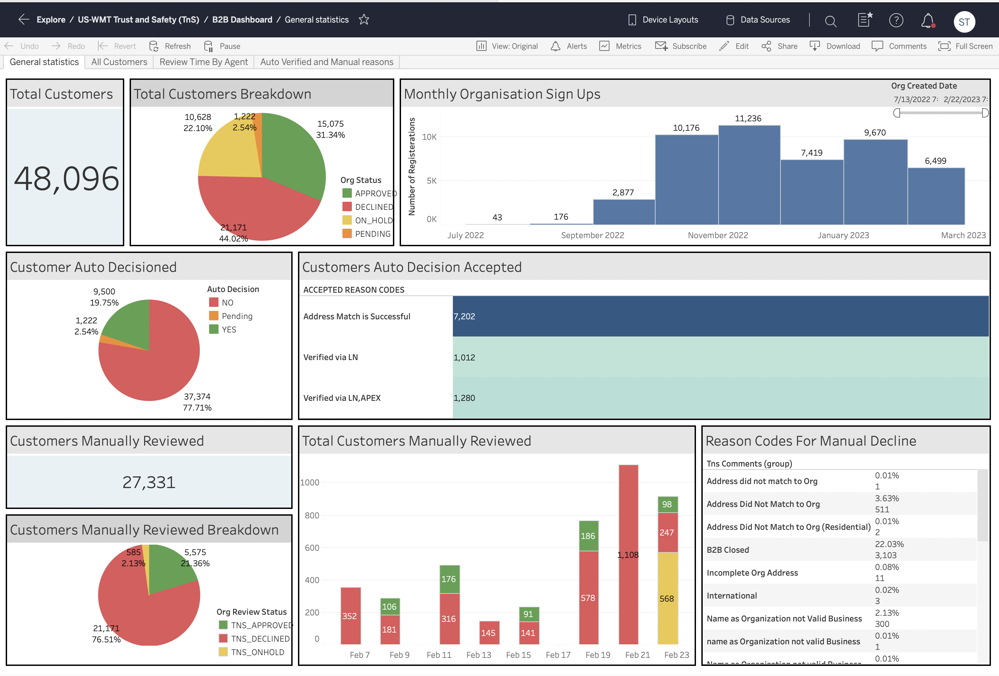 Explore / US-WMT Trust and Safety (TnS) / B2B Dashboard / General statistics
Device Layouts
Data Sources
ST
Undo
Redo
Revert
Refresh
Pause
View: Original
Alerts
Metrics
Subscribe
Edit
Share
Download
Comments
Full Screen
General statistics
All Customers
Review Time By Agent
Auto Verified and Manual reasons
Total Customers
48,096
Total Customers Breakdown
10,628
22.10%
1,222
2.54%
15,075
31.34%
21,171
44.02%
Org Status
APPROVED
DECLINED
ON_HOLD
PENDING
Monthly Organisation Sign Ups
Org Created Date
7/13/2022 7:
2/22/2023 7:
Number of Registerations
10K
5K
0K
43
176
2,877
10,176
11,236
7,419
9,670
6,499
July 2022
September 2022
November 2022
January 2023
March 2023
Customer Auto Decisioned
9,500
19.75%
1,222
2.54%
37,374
77.71%
Auto Decision
NO
Pending
YES
Customers Auto Decision Accepted
ACCEPTED REASON CODES
Address Match is Successful
7,202
Verified via LN
1,012
Verified via LN,APEX
1,280
Customers Manually Reviewed
27,331
Customers Manually Reviewed Breakdown
585
2.13%
5,575
21.36%
21,171
76.51%
Org Review Status
TNS_APPROVED
TNS_DECLINED
TNS_ONHOLD
Total Customers Manually Reviewed
1000
800
600
400
200
0
352
106
181
176
316
145
91
141
186
578
1,108
98
247
568
Feb 7
Feb 9
Feb 11
Feb 13
Feb 15
Feb 17
Feb 19
Feb 21
Feb 23
Reason Codes For Manual Decline
Tns Comments (group)
Address did not match to Org
0.01%
1
Address Did Not Match to Org
3.63%
511
Address Did Not Match to Org (Residential)
0.01%
2
B2B Closed
22.03%
3,103
Incomplete Org Address
0.08%
11
International
0.02%
3
Name as Organization not Valid Business
2.13%
300
name as Organization not valid Business
0.01%
1
Name as Organization not valid Business
0.01%